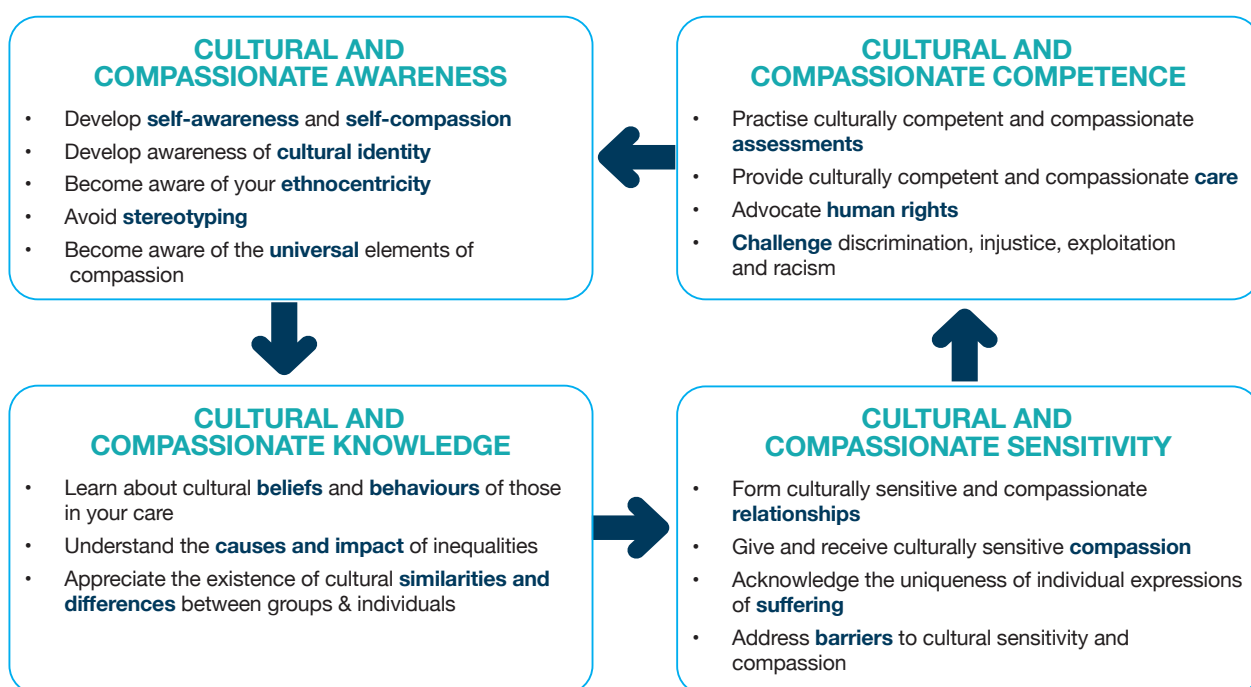 CULTURAL AND
COMPASSIONATE AWARENESS
• Develop self-awareness and self-compassion
• Develop awareness of cultural identity
• Become aware of your ethnocentricity
• Avoid stereotyping
• Become aware of the universal elements of
compassion
CULTURAL AND
COMPASSIONATE COMPETENCE
• Practise culturally competent and compassionate
assessments
• Provide culturally competent and compassionate care
• Advocate human rights
• Challenge discrimination, injustice, exploitation
and racism
CULTURAL AND
COMPASSIONATE KNOWLEDGE
• Learn about cultural beliefs and behaviours of those
in your care
• Understand the causes and impact of inequalities
• Appreciate the existence of cultural similarities and
differences between groups & individuals
CULTURAL AND
COMPASSIONATE SENSITIVITY
• Form culturally sensitive and compassionate
relationships
• Give and receive culturally sensitive compassion
• Acknowledge the uniqueness of individual expressions
of suffering
• Address barriers to cultural sensitivity and
compassion